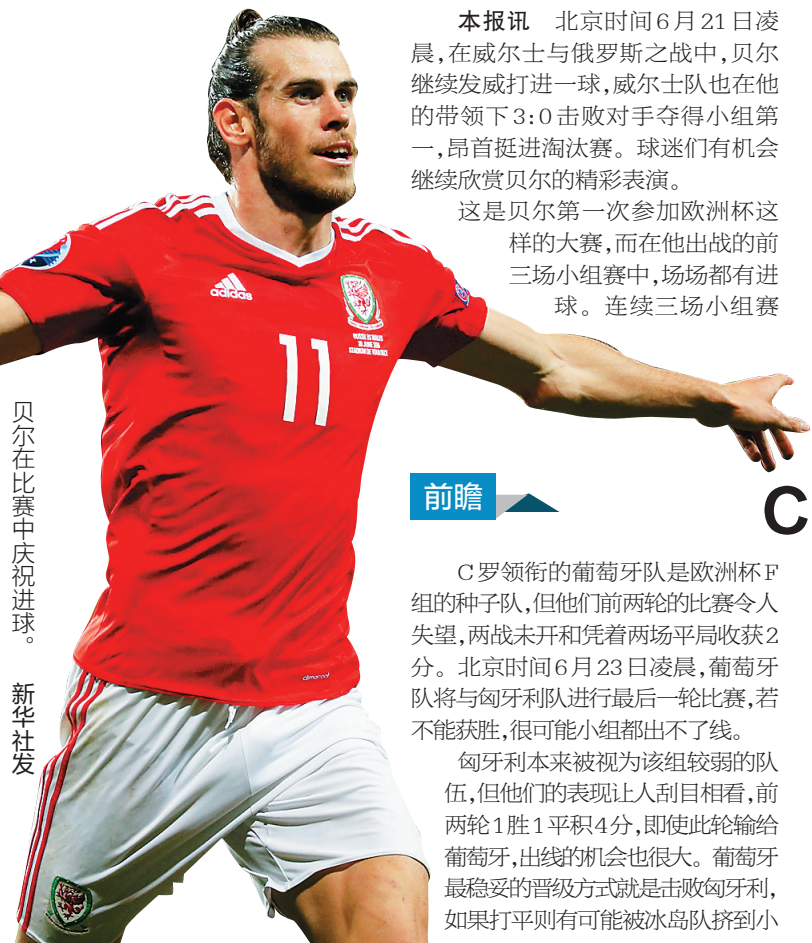 本报讯 北京时间6月21日凌
晨,在威尔士与俄罗斯之战中,贝尔
继续发威打进一球,威尔士队也在他
的带领下3:0击败对手夺得小组第
一,昂首挺进淘汰赛。球迷们有机会
继续欣赏贝尔的精彩表演。
这是贝尔第一次参加欧洲杯这
样的大赛,而在他出战的前
三场小组赛中,场场都有进
球。连续三场小组赛
adidas
11
climacool
贝尔在比赛中庆祝进球。 新华社发
前瞻
C
C罗领衔的葡萄牙队是欧洲杯F
组的种子队,但他们前两轮的比赛令人
失望,两战未开和凭着两场平局收获2
分。北京时间6月23日凌晨,葡萄牙
队将与匈牙利队进行最后一轮比赛,若
不能获胜,很可能小组都出不了线。
匈牙利本来被视为该组较弱的队
伍,但他们的表现让人刮目相看,前
两轮1胜1平积4分,即使此轮输给
葡萄牙,出线的机会也很大。葡萄牙
最稳妥的晋级方式就是击败匈牙利,
如果打平则有可能被冰岛队挤到小